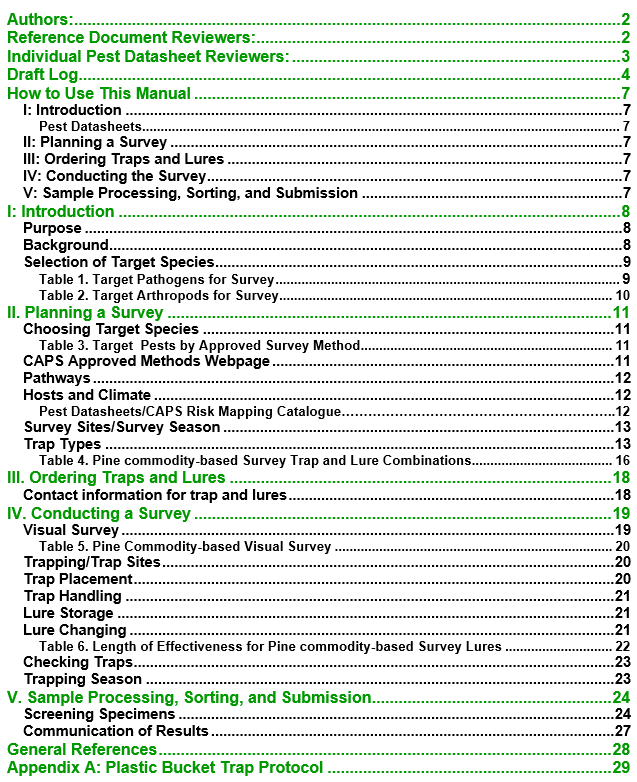 Authors:.....2
Reference Document Reviewers:.....2
Individual Pest Datasheet Reviewers:.....3
Draft Log.....4
How to Use This Manual.....7
I: Introduction.....7
Pest Datasheets.....7
II: Planning a Survey.....7
III: Ordering Traps and Lures.....7
IV: Conducting the Survey.....7
V: Sample Processing, Sorting, and Submission.....7
I: Introduction.....8
Purpose.....8
Background.....8
Selection of Target Species.....9
Table 1. Target Pathogens for Survey.....9
Table 2. Target Arthropods for Survey.....10
II. Planning a Survey.....11
Choosing Target Species.....11
Table 3. Target  Pests by Approved Survey Method.....11
CAPS Approved Methods Webpage.....11
Pathways.....12
Hosts and Climate.....12
Pest Datasheets/CAPS Risk Mapping Catalogue.....12
Survey Sites/Survey Season.....13
Trap Types.....13
Table 4. Pine commodity-based Survey Trap and Lure Combinations.....16
III. Ordering Traps and Lures.....18
Contact information for trap and lures.....18
IV. Conducting a Survey.....19
Visual Survey.....19
Table 5. Pine Commodity-based Visual Survey.....20
Trapping/Trap Sites.....20
Trap Placement.....20
Trap Handling.....21
Lure Storage.....21
Lure Changing.....21
Table 6. Length of Effectiveness for Pine commodity-based Survey Lures.....22
Checking Traps.....23
Trapping Season.....23
V. Sample Processing, Sorting, and Submission.....24
Screening Specimens.....24
Communication of Results.....27
General References.....28
Appendix A: Plastic Bucket Trap Protocol.....29